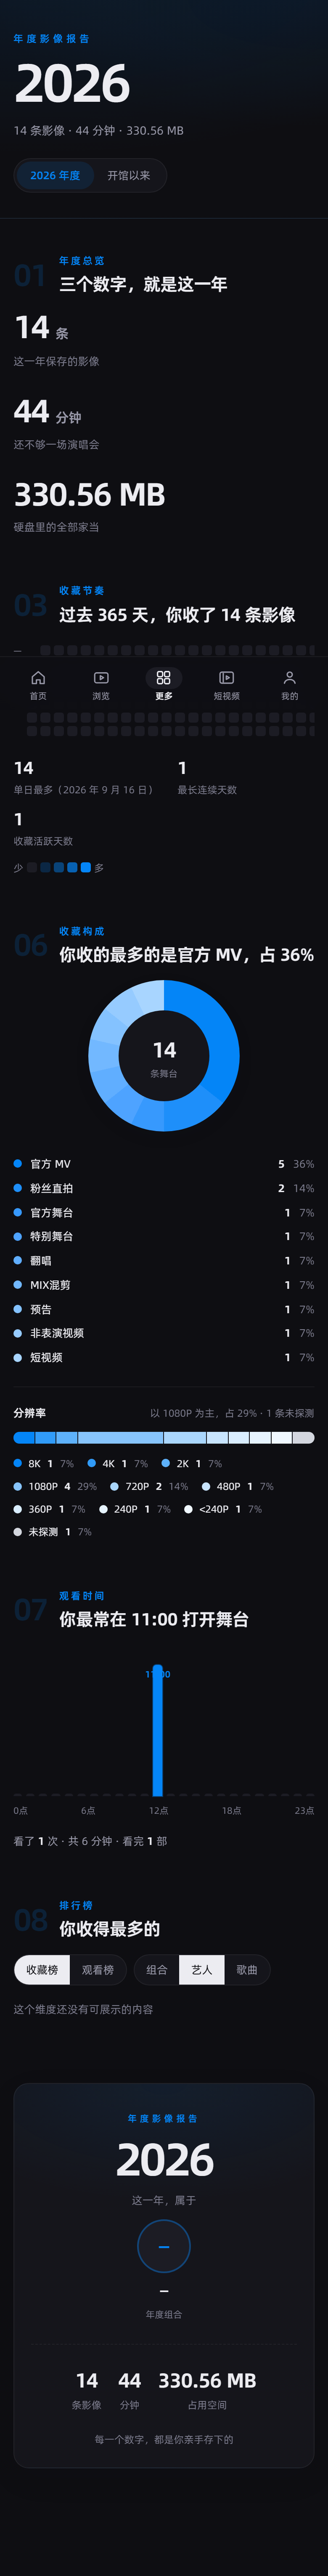 年度影像报告
2026
14 条影像 · 44 分钟 · 330.56 MB
2026 年度 开馆以来
01 年度总览
三个数字，就是这一年
14 条
这一年保存的影像
44 分钟
还不够一场演唱会
330.56 MB
硬盘里的全部家当
03 收藏节奏
过去 365 天，你收了 14 条影像
一
首页 浏览 更多 短视频 我的
14 1
单日最多（2026 年 9 月 16 日） 最长连续天数
1
收藏活跃天数
少 多
06 收藏构成
你收的最多的是官方 MV，占 36%
14
条舞台
官方 MV 5 36%
粉丝直拍 2 14%
官方舞台 1 7%
特别舞台 1 7%
翻唱 1 7%
MIX混剪 1 7%
预告 1 7%
非表演视频 1 7%
短视频 1 7%
分辨率 以 1080P 为主，占 29% · 1 条未探测
8K 1 7% 4K 1 7% 2K 1 7%
1080P 4 29% 720P 2 14% 480P 1 7%
360P 1 7% 240P 1 7% <240P 1 7%
未探测 1 7%
07 观看时间
你最常在 11:00 打开舞台
11:00
0点 6点 12点 18点 23点
看了 1 次 · 共 6 分钟 · 看完 1 部
08 排行榜
你收得最多的
收藏榜 观看榜 组合 艺人 歌曲
这个维度还没有可展示的内容
年度影像报告
2026
这一年，属于
—
—
年度组合
14 44 330.56 MB
条影像 分钟 占用空间
每一个数字，都是你亲手存下的